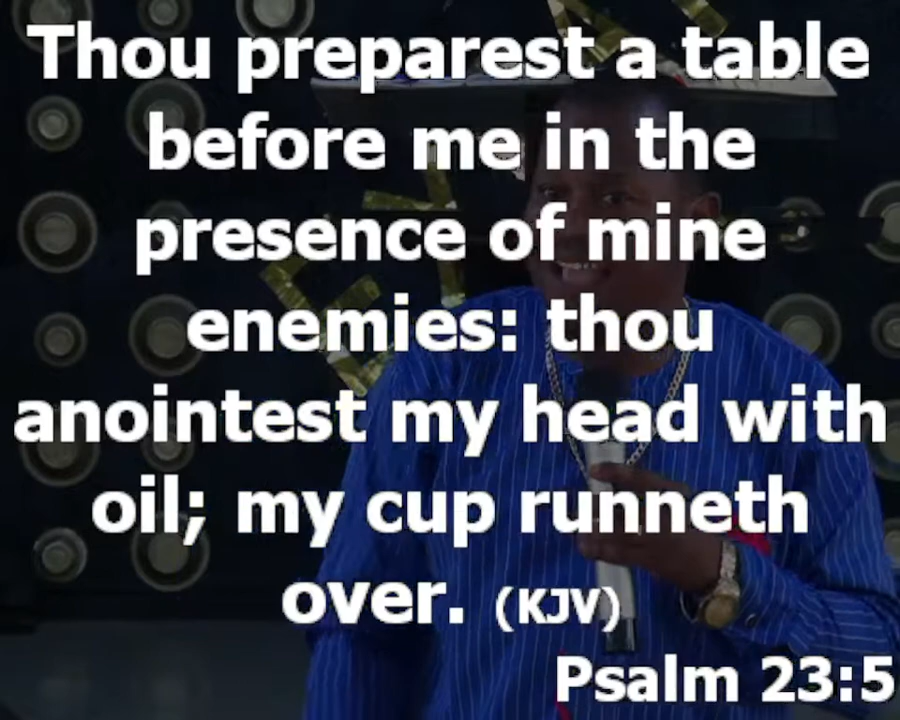 Thou preparest a table
before me in the
presence of mine
enemies: thou
anointest my head with
oil; my cup runneth
over. (KJV)
Psalm 23:5